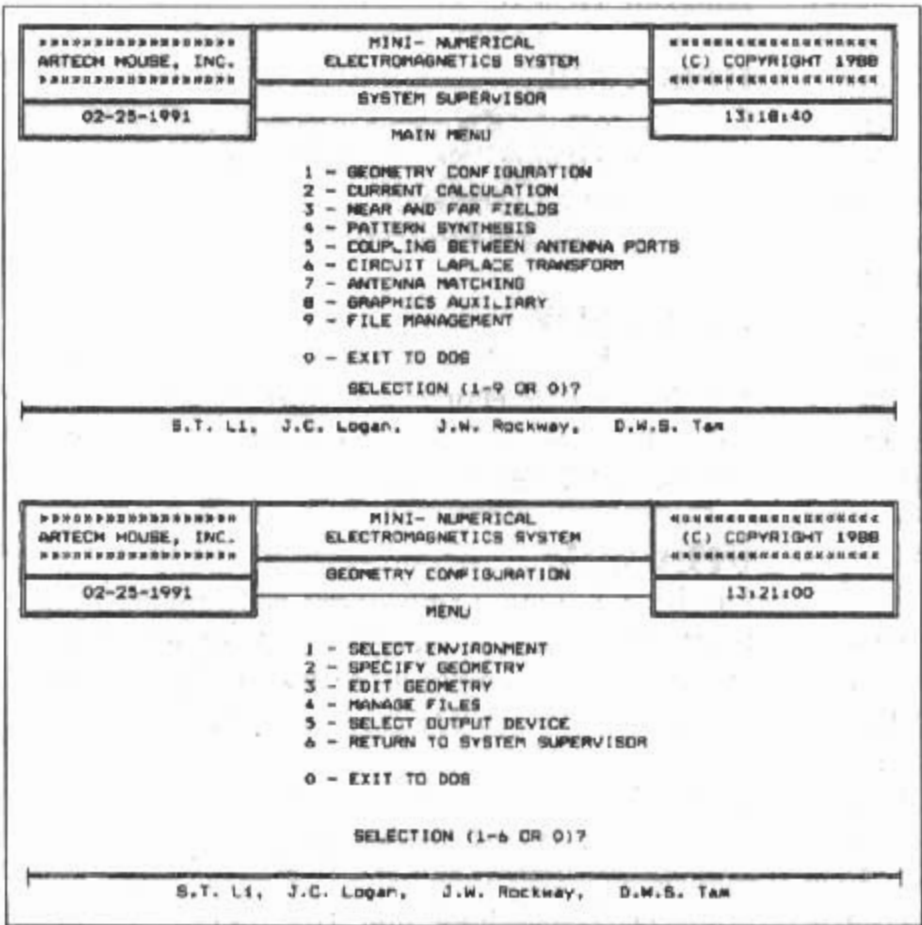 ARTECH HOUSE, INC.
02-25-1991
MINI- NUMERICAL
ELECTROMAGNETICS SYSTEM
SYSTEM SUPERVISOR
(C) COPYRIGHT 1988
13:18:40
MAIN MENU
1 - GEOMETRY CONFIGURATION
2 - CURRENT CALCULATION
3 - NEAR AND FAR FIELDS
4 - PATTERN SYNTHESIS
5 - COUPLING BETWEEN ANTENNA PORTS
6 - CIRCUIT LAPLACE TRANSFORM
7 - ANTENNA MATCHING
8 - GRAPHICS AUXILIARY
9 - FILE MANAGEMENT
0 - EXIT TO DOS
SELECTION (1-9 OR 0)?
S.T. Li, J.C. Logan, J.W. Rockway, D.W.S. Tam
ARTECH HOUSE, INC.
02-25-1991
MINI- NUMERICAL
ELECTROMAGNETICS SYSTEM
GEOMETRY CONFIGURATION
(C) COPYRIGHT 1988
13:21:00
MENU
1 - SELECT ENVIRONMENT
2 - SPECIFY GEOMETRY
3 - EDIT GEOMETRY
4 - MANAGE FILES
5 - SELECT OUTPUT DEVICE
6 - RETURN TO SYSTEM SUPERVISOR
0 - EXIT TO DOS
SELECTION (1-6 OR 0)?
S.T. Li, J.C. Logan, J.W. Rockway, D.W.S. Tam